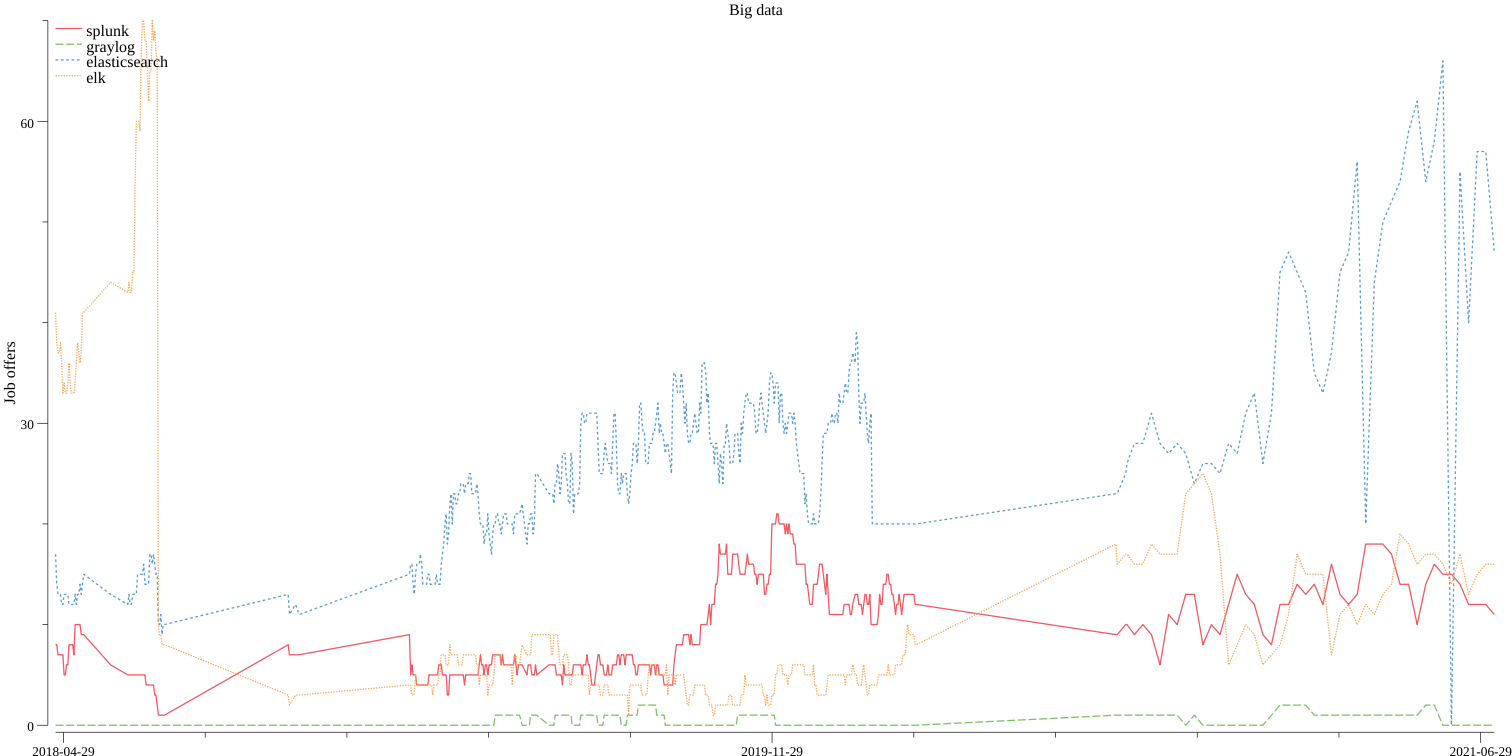 Big data
splunk
graylog
elasticsearch
elk
60
30
0
Job offers
2018-04-29
2019-11-29
2021-06-29